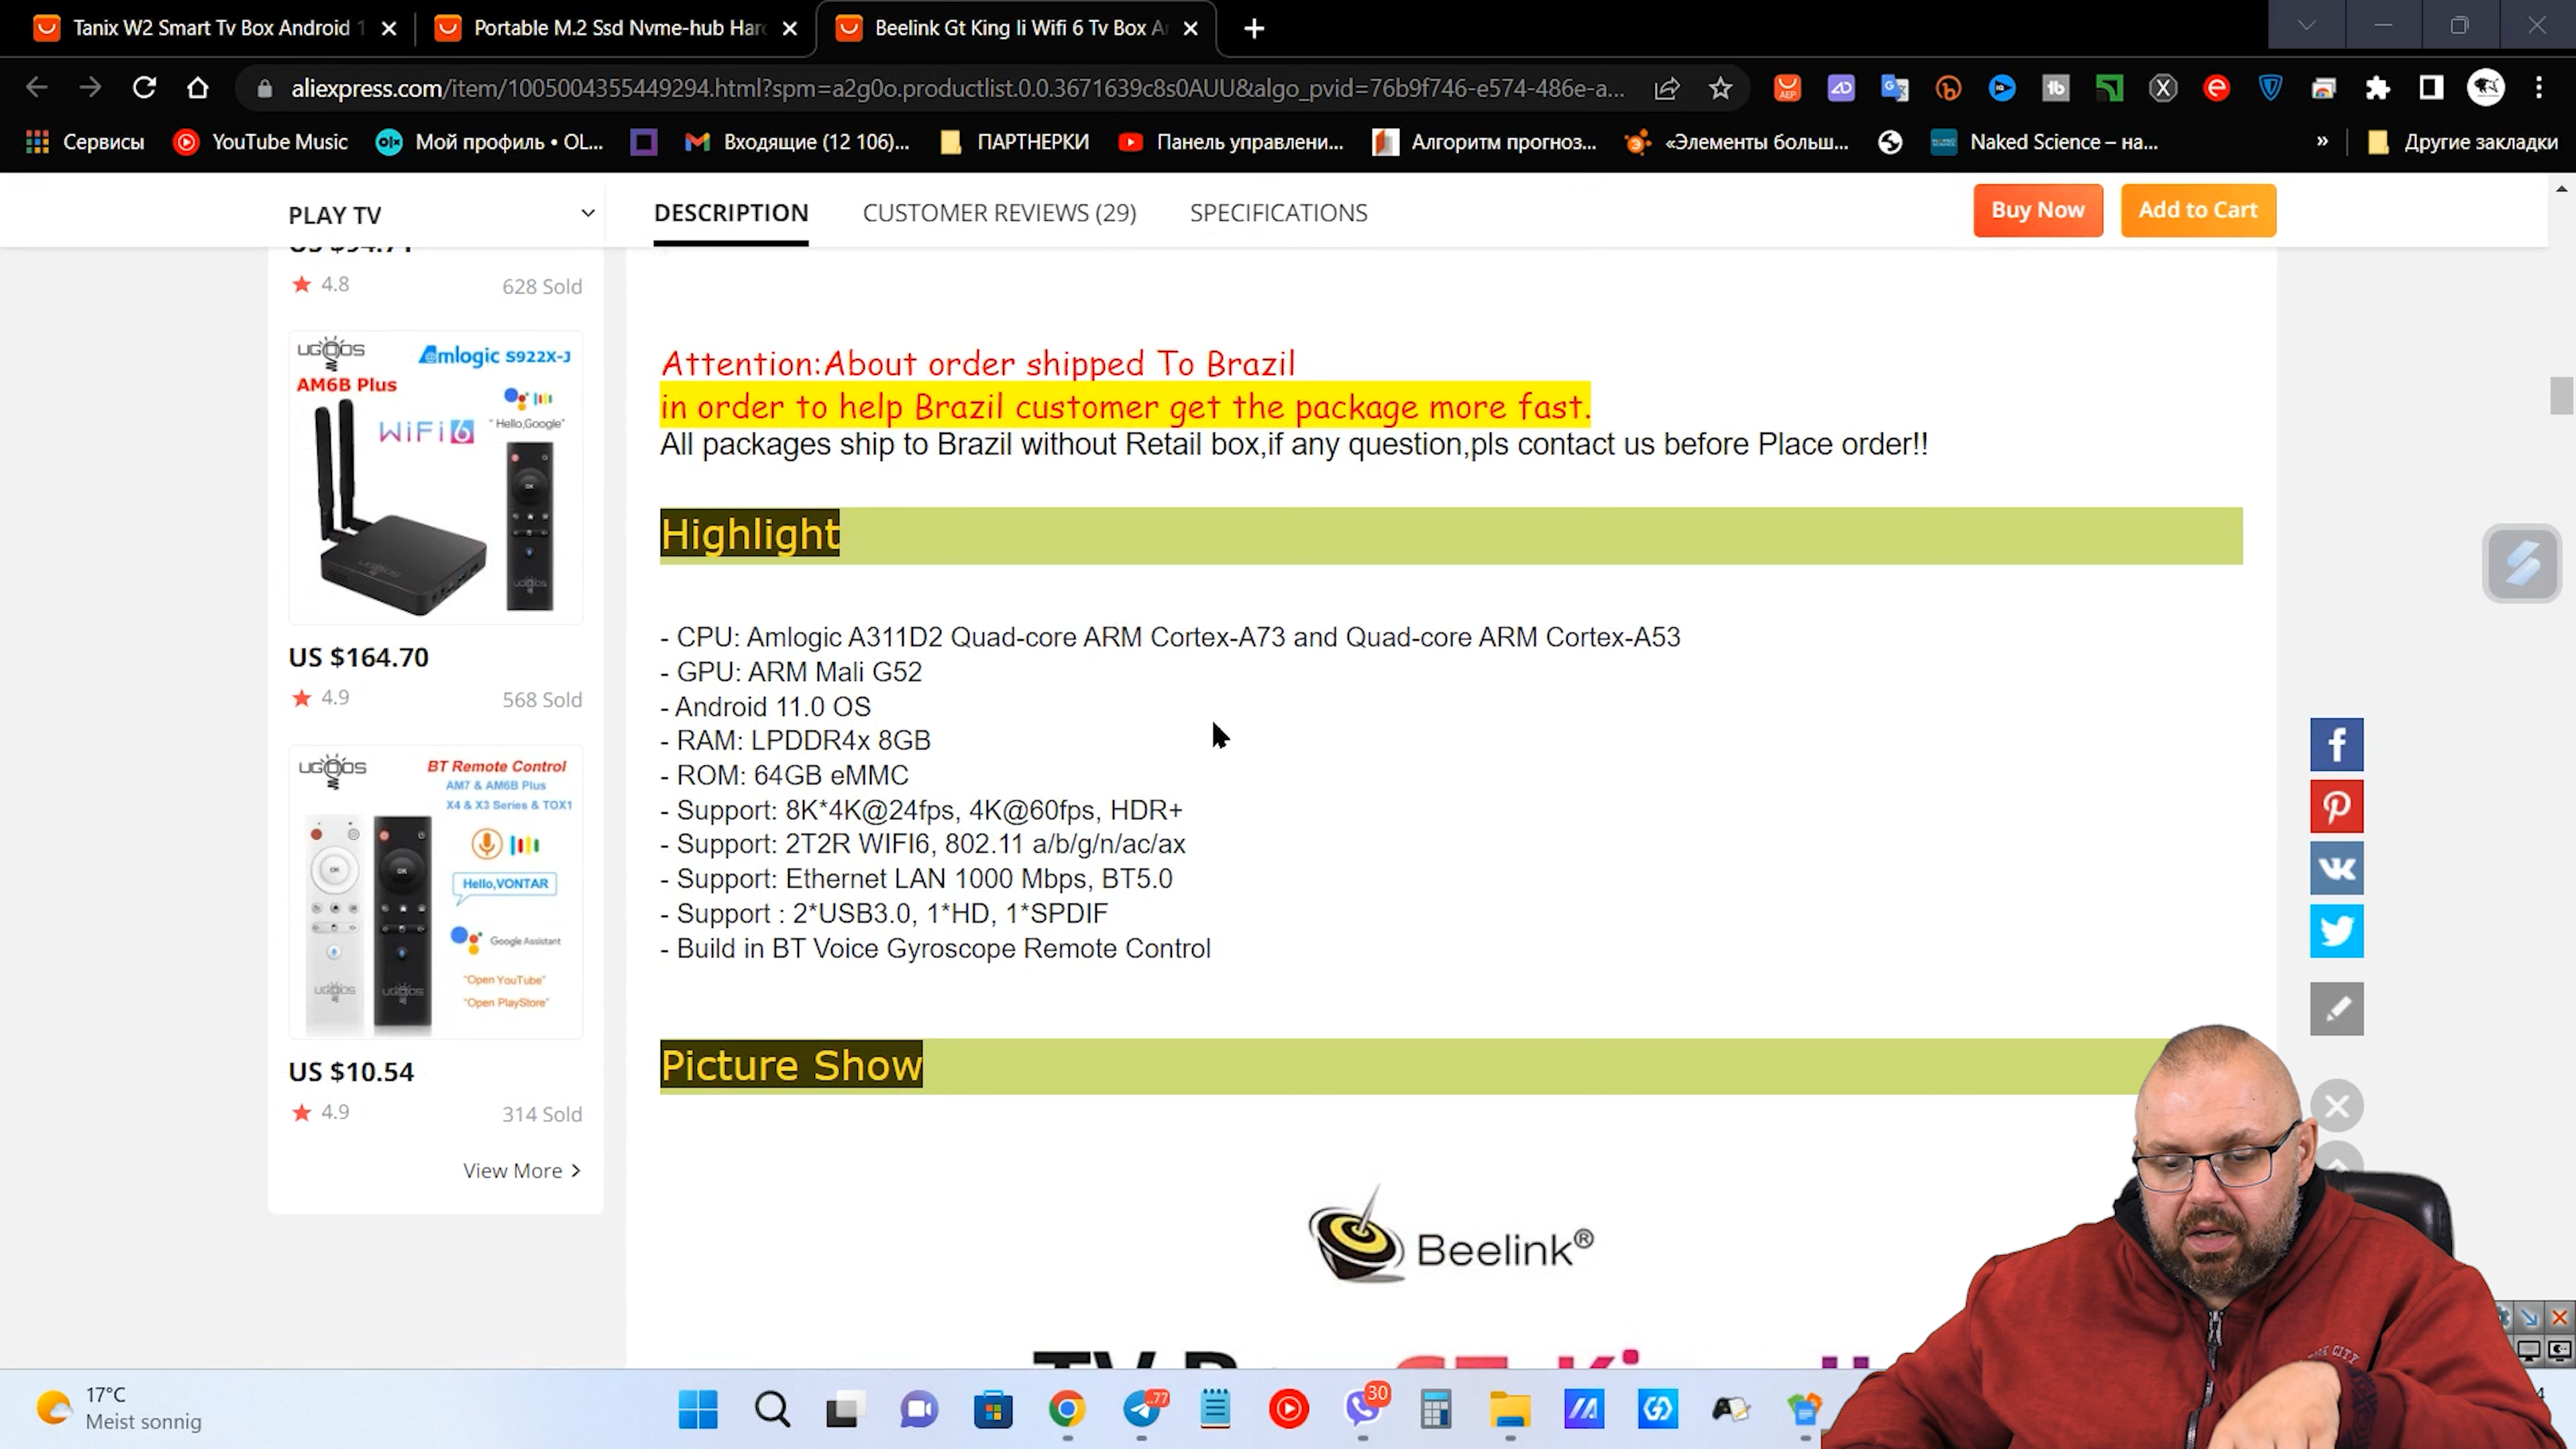 Tanix W2 Smart Tv Box Android 1
Portable M.2 Ssd Nvme-hub Hard
Beelink Gt King Ii Wifi 6 Tv Box A
aliexpress.com/item/1005004355449294.html?spm=a2g0o.productlist.0.0.3671639c8s0AUU&algo_pvid=76b9f746-e574-486e-a...
Сервисы
YouTube Music
Мой профиль • OL...
Входящие (12 106)...
ПАРТНЕРКИ
Панель управлени...
Алгоритм прогноз...
«Элементы больш...
Naked Science – на...
»
Другие закладки
PLAY TV
DESCRIPTION
CUSTOMER REVIEWS (29)
SPECIFICATIONS
Buy Now
Add to Cart
4.8
628 Sold
UGOOS
Amlogic S922X-J
AM6B Plus
WiFi 6
"Hello,Google"
OK
US $164.70
4.9
568 Sold
UGOOS
BT Remote Control
AM7 & AM6B Plus
X4 & X3 Series & TOX1
OK
OK
Hello,VONTAR
Google Assistant
"Open YouTube"
"Open PlayStore"
UGOOS
UGOOS
US $10.54
4.9
314 Sold
View More >
Attention:About order shipped To Brazil
in order to help Brazil customer get the package more fast.
All packages ship to Brazil without Retail box,if any question,pls contact us before Place order!!
Highlight
- CPU: Amlogic A311D2 Quad-core ARM Cortex-A73 and Quad-core ARM Cortex-A53
- GPU: ARM Mali G52
- Android 11.0 OS
- RAM: LPDDR4x 8GB
- ROM: 64GB eMMC
- Support: 8K*4K@24fps, 4K@60fps, HDR+
- Support: 2T2R WIFI6, 802.11 a/b/g/n/ac/ax
- Support: Ethernet LAN 1000 Mbps, BT5.0
- Support : 2*USB3.0, 1*HD, 1*SPDIF
- Build in BT Voice Gyroscope Remote Control
Picture Show
Beelink®
17°C
Meist sonnig
77
30